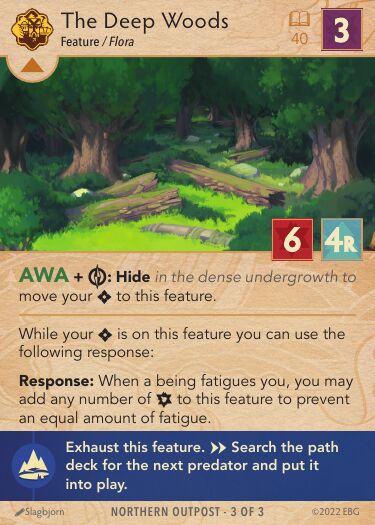 The Deep Woods
Feature / Flora
40
3
6
4R
AWA + : Hide in the dense undergrowth to
move your to this feature.
While your is on this feature you can use the
following response:
Response: When a being fatigues you, you may
add any number of to this feature to prevent
an equal amount of fatigue.
Exhaust this feature. Search the path
deck for the next predator and put it
into play.
Slagbjorn
NORTHERN OUTPOST - 3 OF 3
©2022 EBG